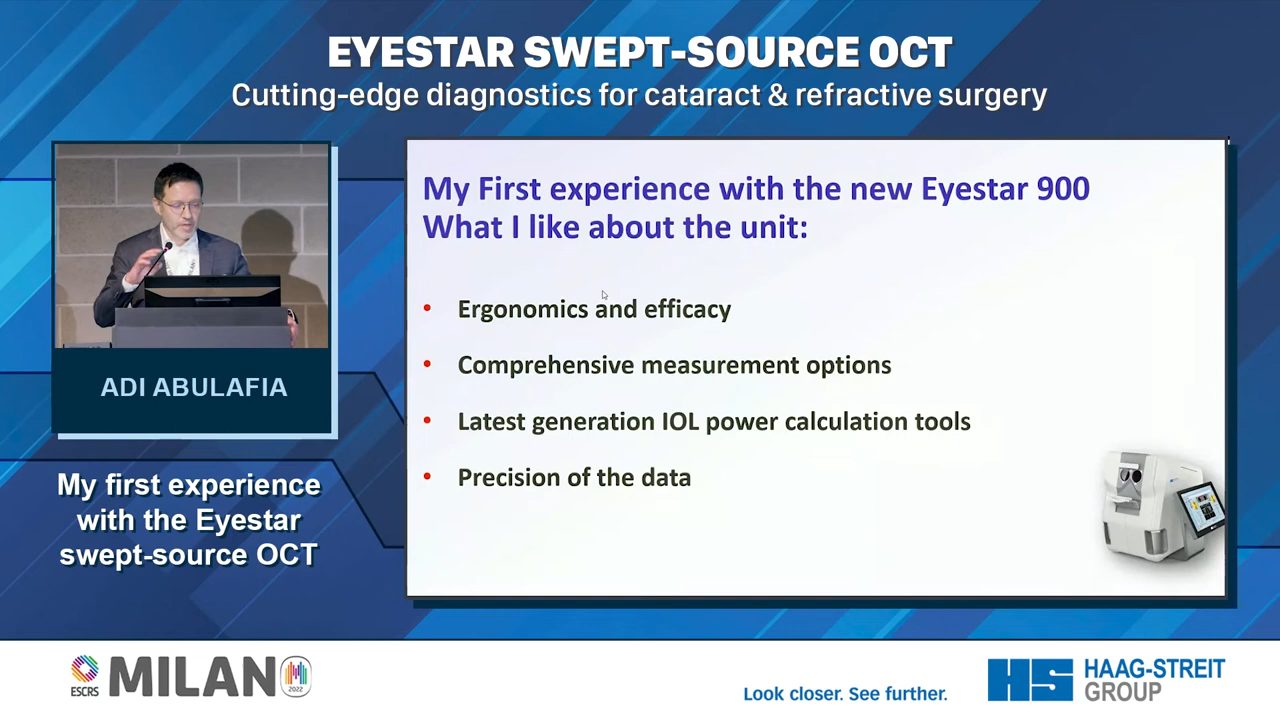 EYESTAR SWEPT-SOURCE OCT
Cutting-edge diagnostics for cataract & refractive surgery
ADI ABULAFIA
My first experience
with the Eyestar
swept-source OCT
My First experience with the new Eyestar 900
What I like about the unit:
• Ergonomics and efficacy
• Comprehensive measurement options
• Latest generation IOL power calculation tools
• Precision of the data
ESCRS
MILANO
2022
Look closer. See further.
HS
HAAG-STREIT
GROUP